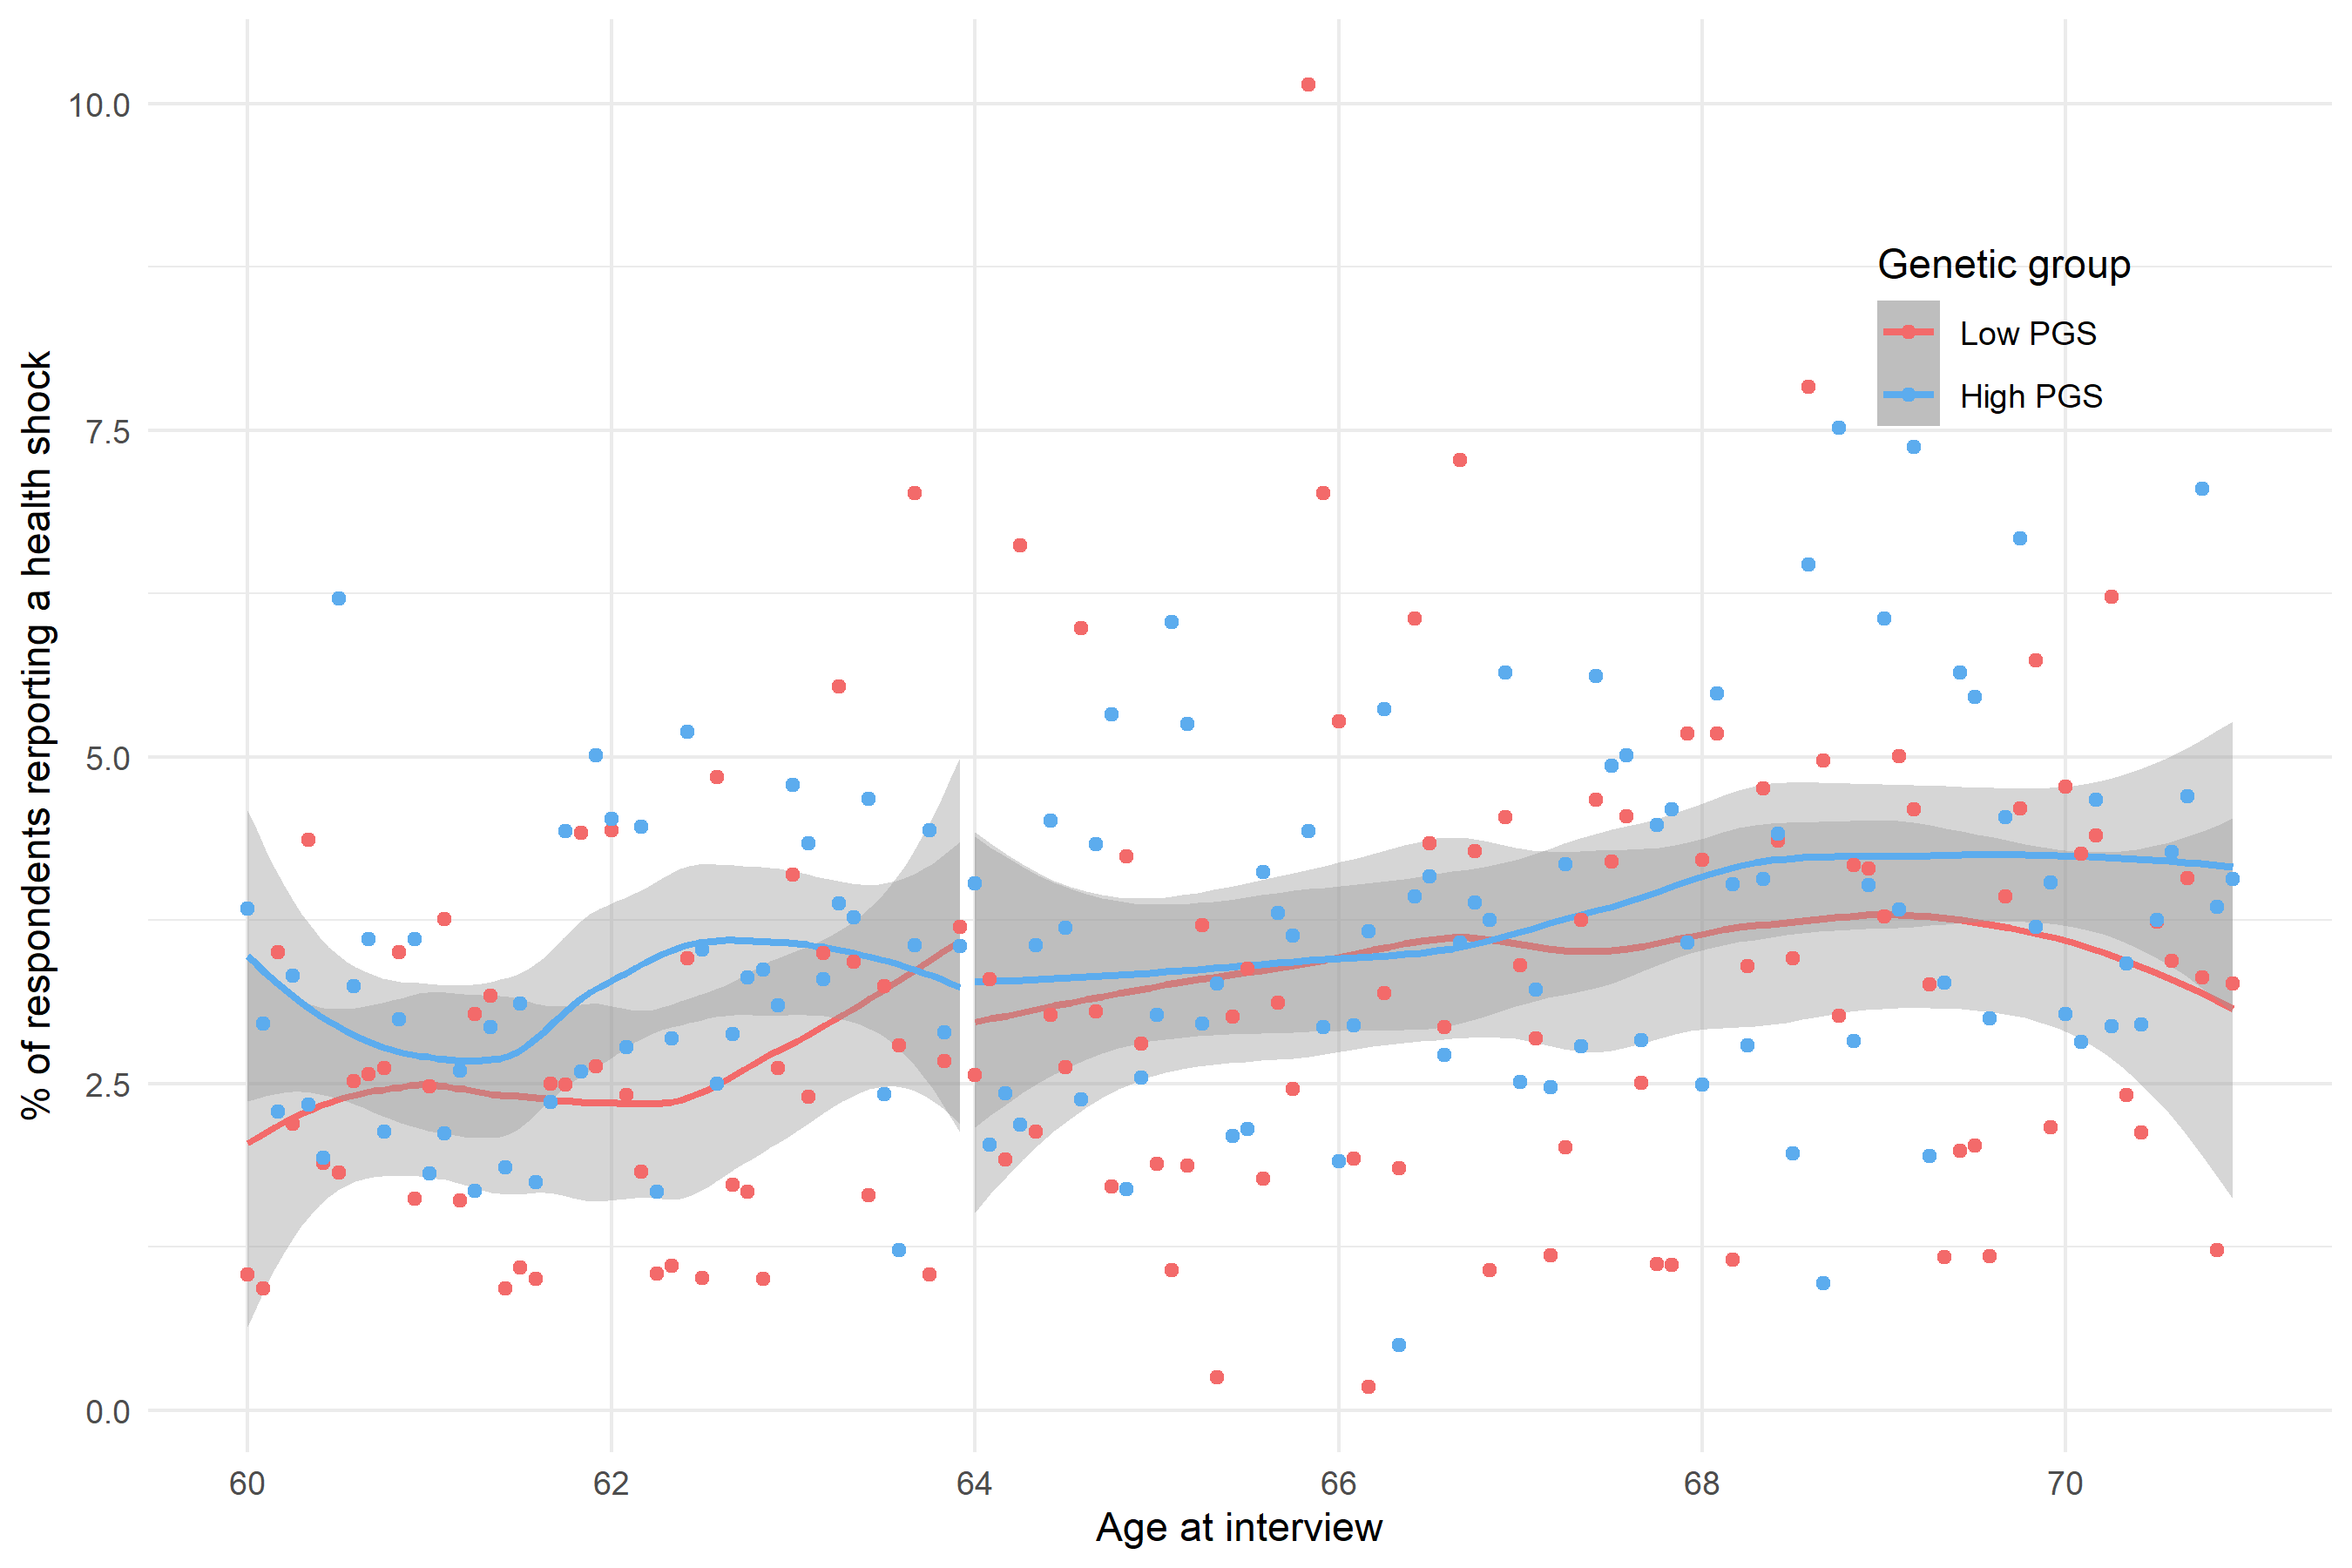 % of respondents rerporting a health shock
10.0
7.5
5.0
2.5
0.0
Genetic group
Low PGS
High PGS
60 62 64 66 68 70
Age at interview